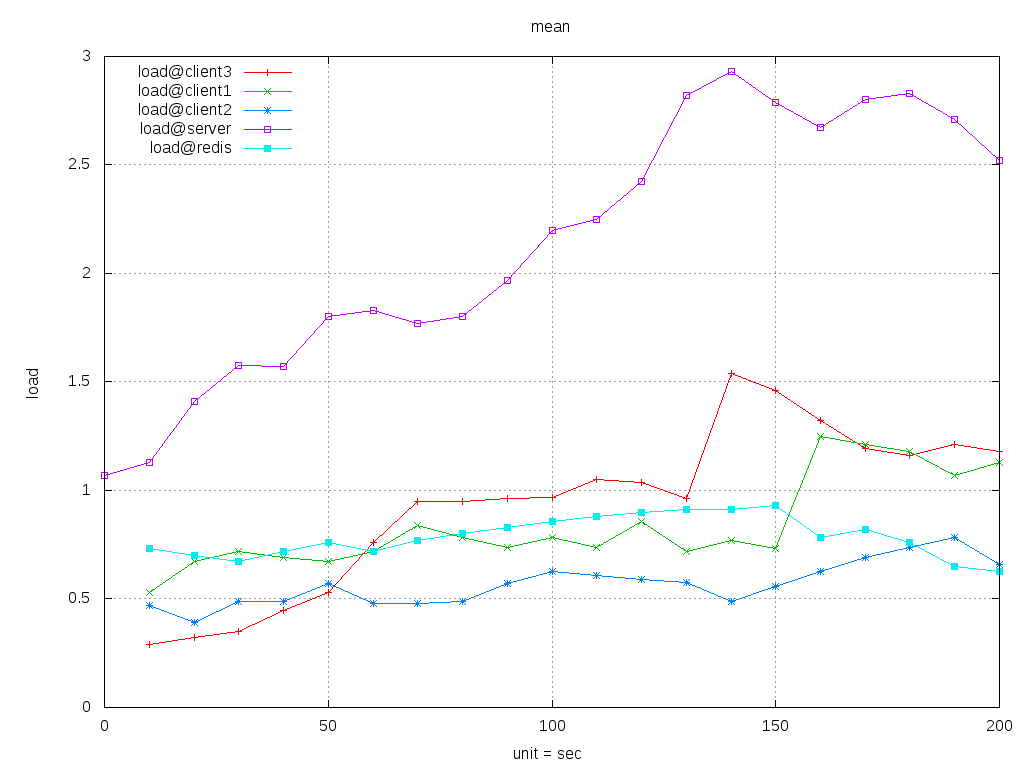 mean
load@client3
load@client1
load@client2
load@server
load@redis
3
2.5
2
1.5
1
0.5
0
load
0 50 100 150 200
unit = sec